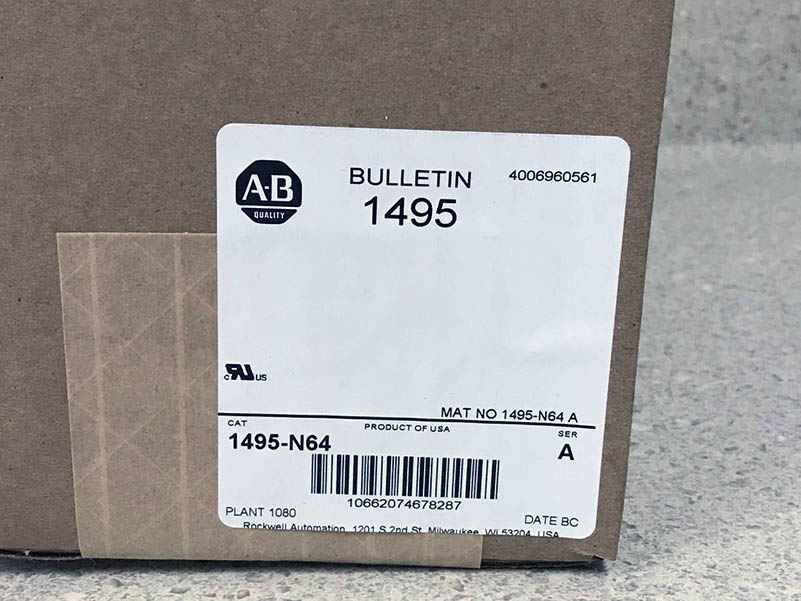 A-B
QUALITY
BULLETIN
1495
4006960561
c RU US
MAT NO 1495-N64 A
CAT
PRODUCT OF USA
SER
1495-N64
A
10662074678287
PLANT 1080
DATE BC
Rockwell Automation, 1201 S 2nd St, Milwaukee, WI 53204, USA